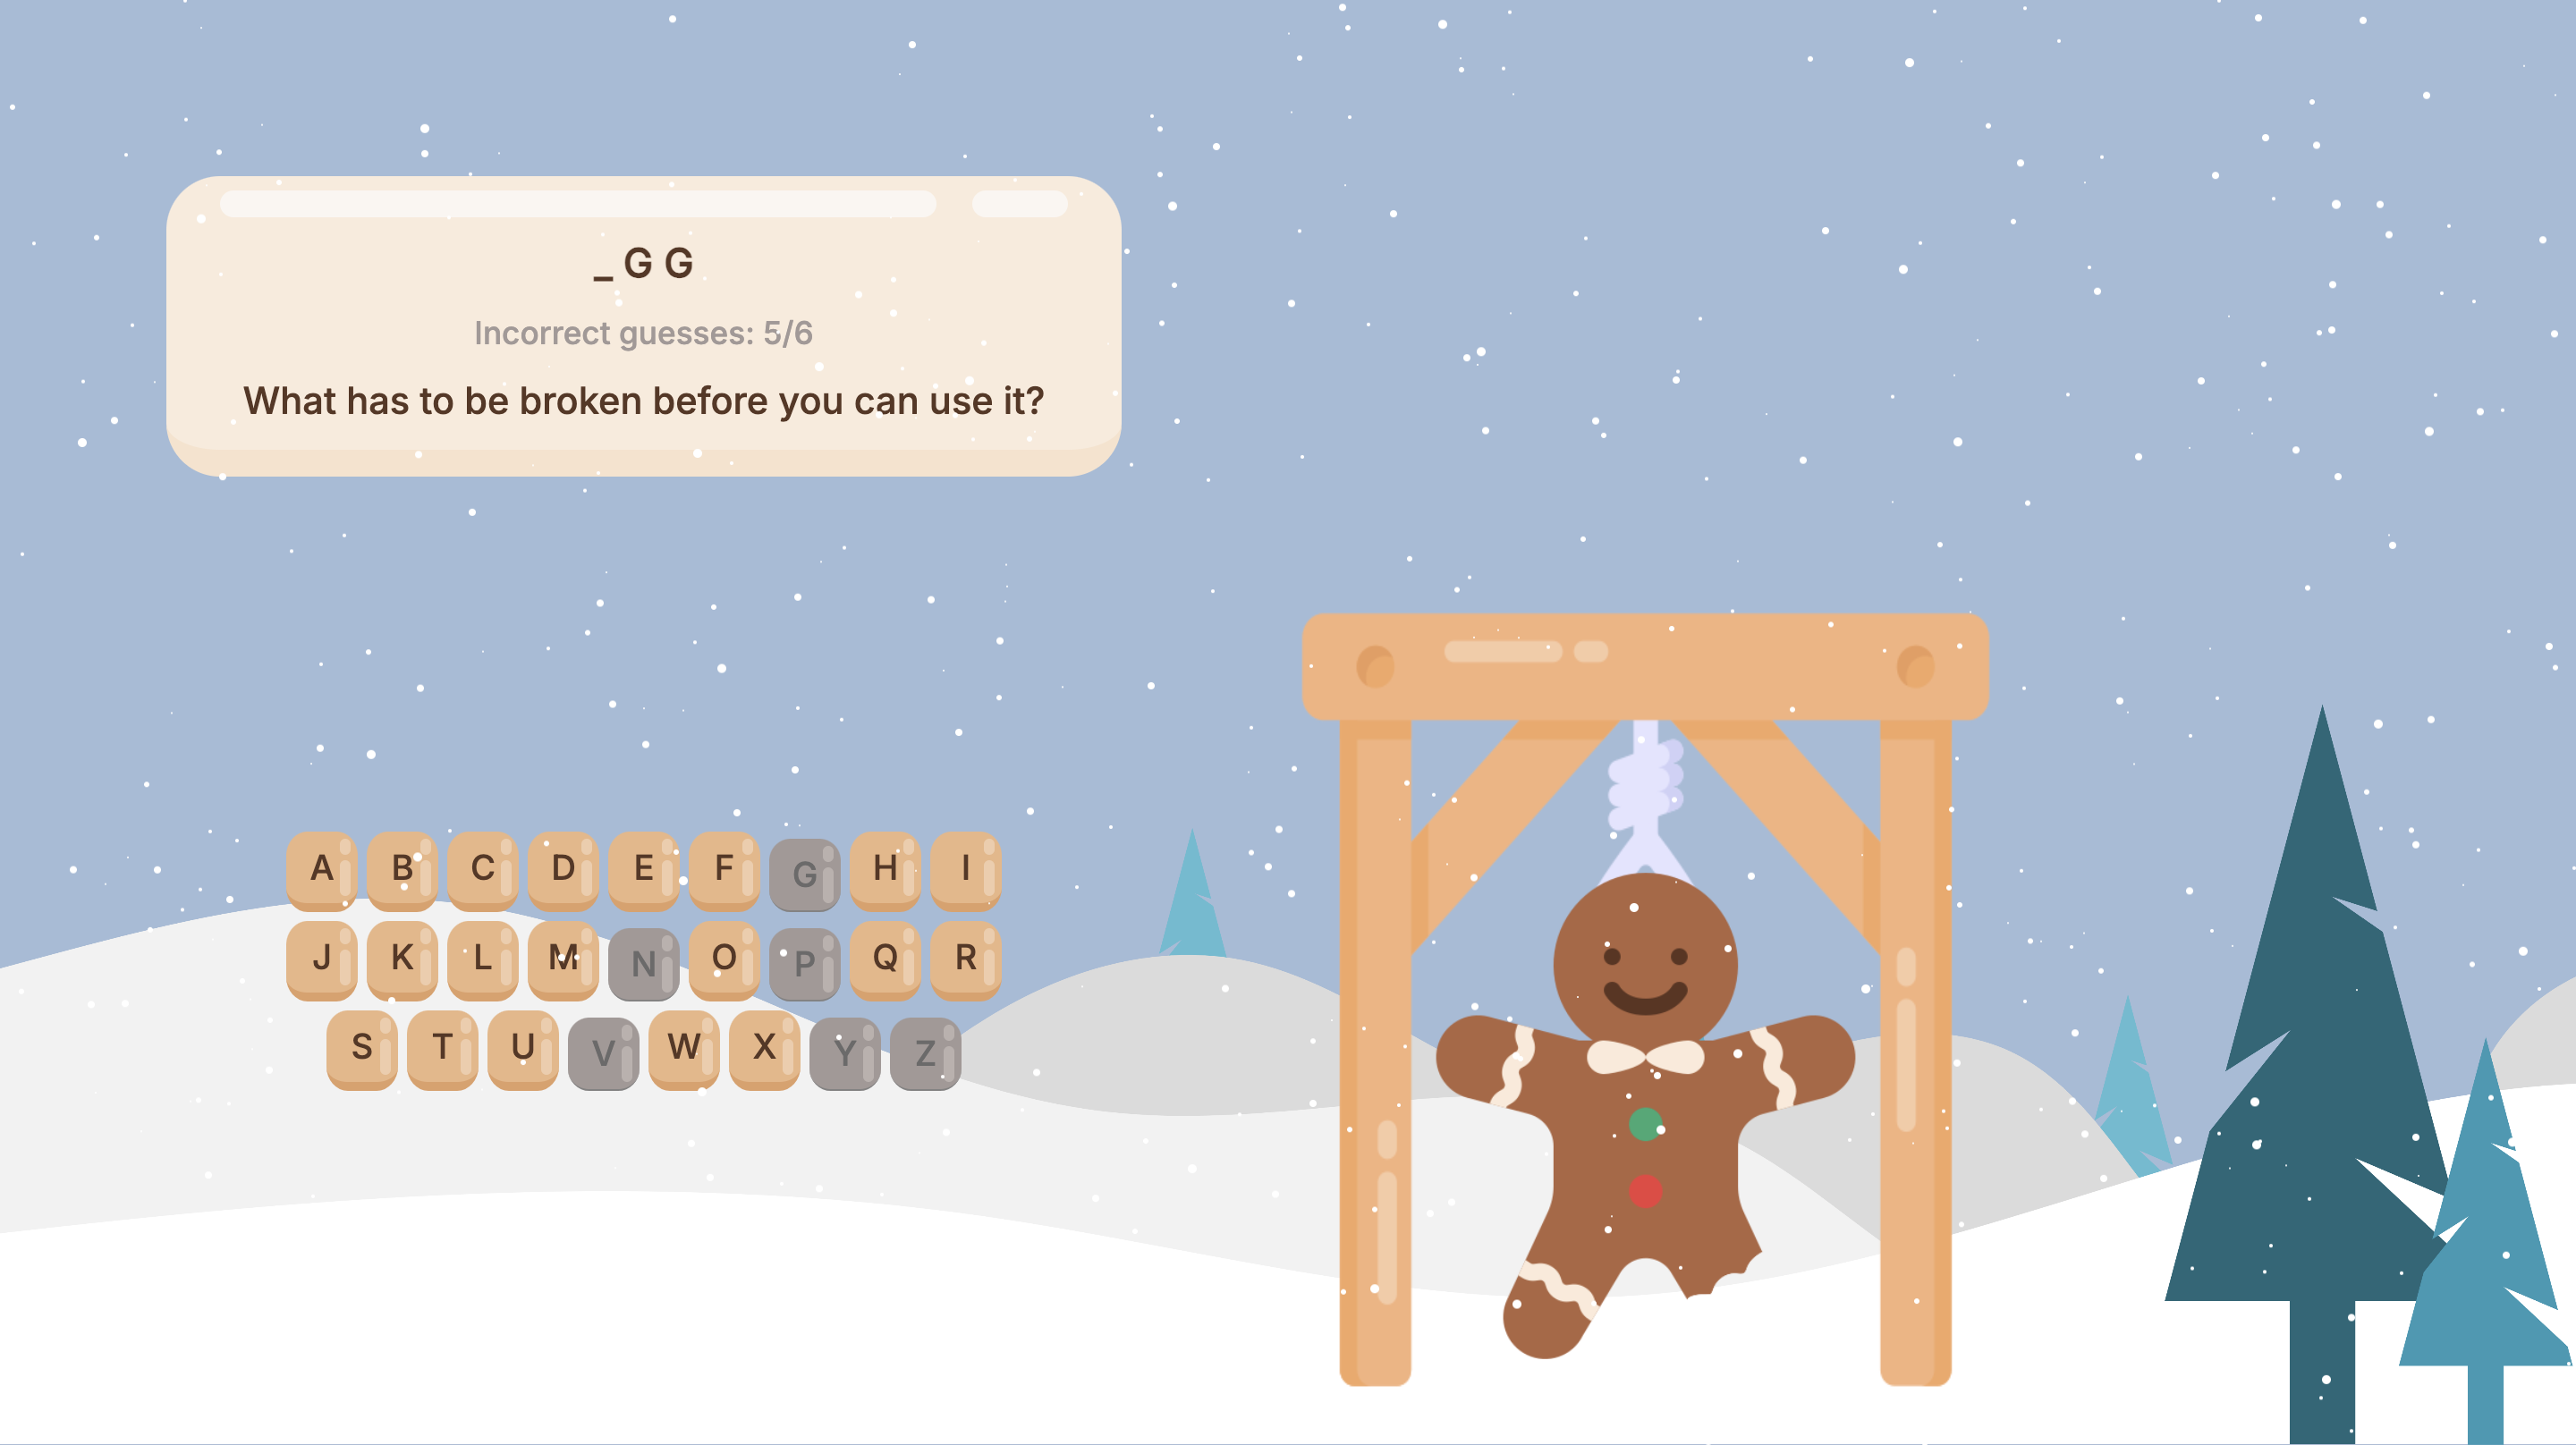 _ G G
Incorrect guesses: 5/6
What has to be broken before you can use it?
A B C D E F G H I
J K L M N O P Q R
S T U V W X Y Z